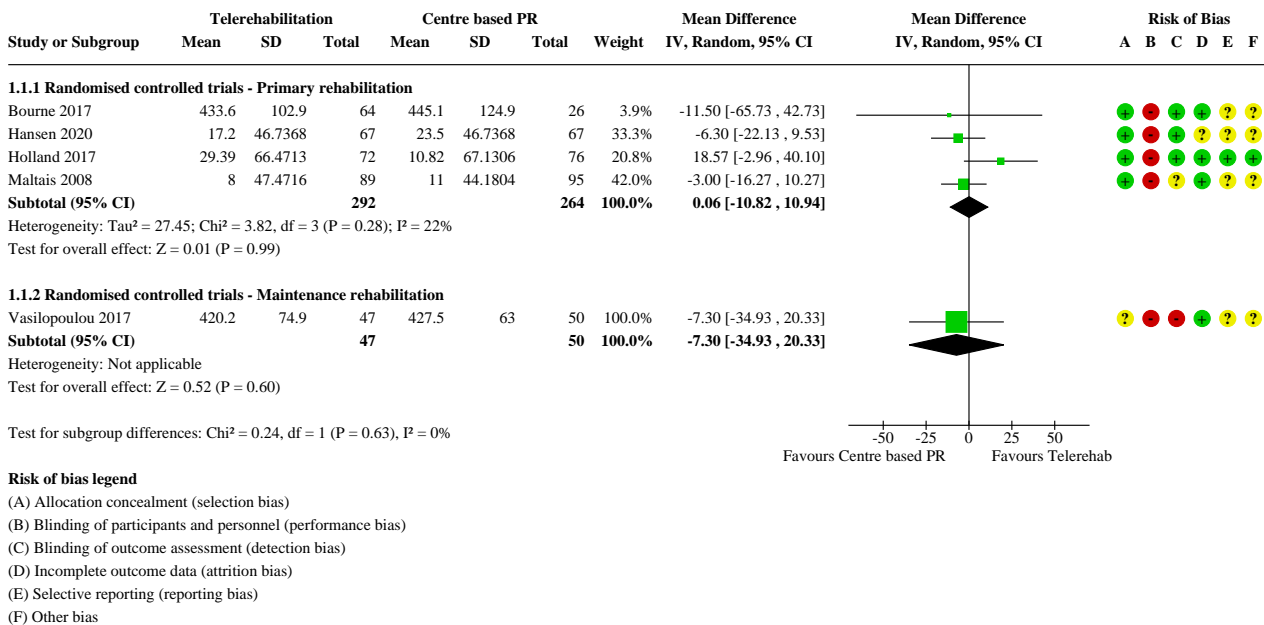 Telerehabilitation Centre based PR Mean Difference Mean Difference Risk of Bias
Study or Subgroup Mean SD Total Mean SD Total Weight IV, Random, 95% CI IV, Random, 95% CI A B C D E F
1.1.1 Randomised controlled trials - Primary rehabilitation
Bourne 2017 433.6 102.9 64 445.1 124.9 26 3.9% -11.50 [-65.73 , 42.73] + - + + ? ?
Hansen 2020 17.2 46.7368 67 23.5 46.7368 67 33.3% -6.30 [-22.13 , 9.53] + - + ? ? ?
Holland 2017 29.39 66.4713 72 10.82 67.1306 76 20.8% 18.57 [-2.96 , 40.10] + - + + + +
Maltais 2008 8 47.4716 89 11 44.1804 95 42.0% -3.00 [-16.27 , 10.27] + - ? + ? ?
Subtotal (95% CI) 292 264 100.0% 0.06 [-10.82 , 10.94]
Heterogeneity: Tau² = 27.45; Chi² = 3.82, df = 3 (P = 0.28); I² = 22%
Test for overall effect: Z = 0.01 (P = 0.99)
1.1.2 Randomised controlled trials - Maintenance rehabilitation
Vasilopoulou 2017 420.2 74.9 47 427.5 63 50 100.0% -7.30 [-34.93 , 20.33] ? - - + ? ?
Subtotal (95% CI) 47 50 100.0% -7.30 [-34.93 , 20.33]
Heterogeneity: Not applicable
Test for overall effect: Z = 0.52 (P = 0.60)
Test for subgroup differences: Chi² = 0.24, df = 1 (P = 0.63), I² = 0%
-50 -25 0 25 50
Favours Centre based PR Favours Telerehab
Risk of bias legend
(A) Allocation concealment (selection bias)
(B) Blinding of participants and personnel (performance bias)
(C) Blinding of outcome assessment (detection bias)
(D) Incomplete outcome data (attrition bias)
(E) Selective reporting (reporting bias)
(F) Other bias